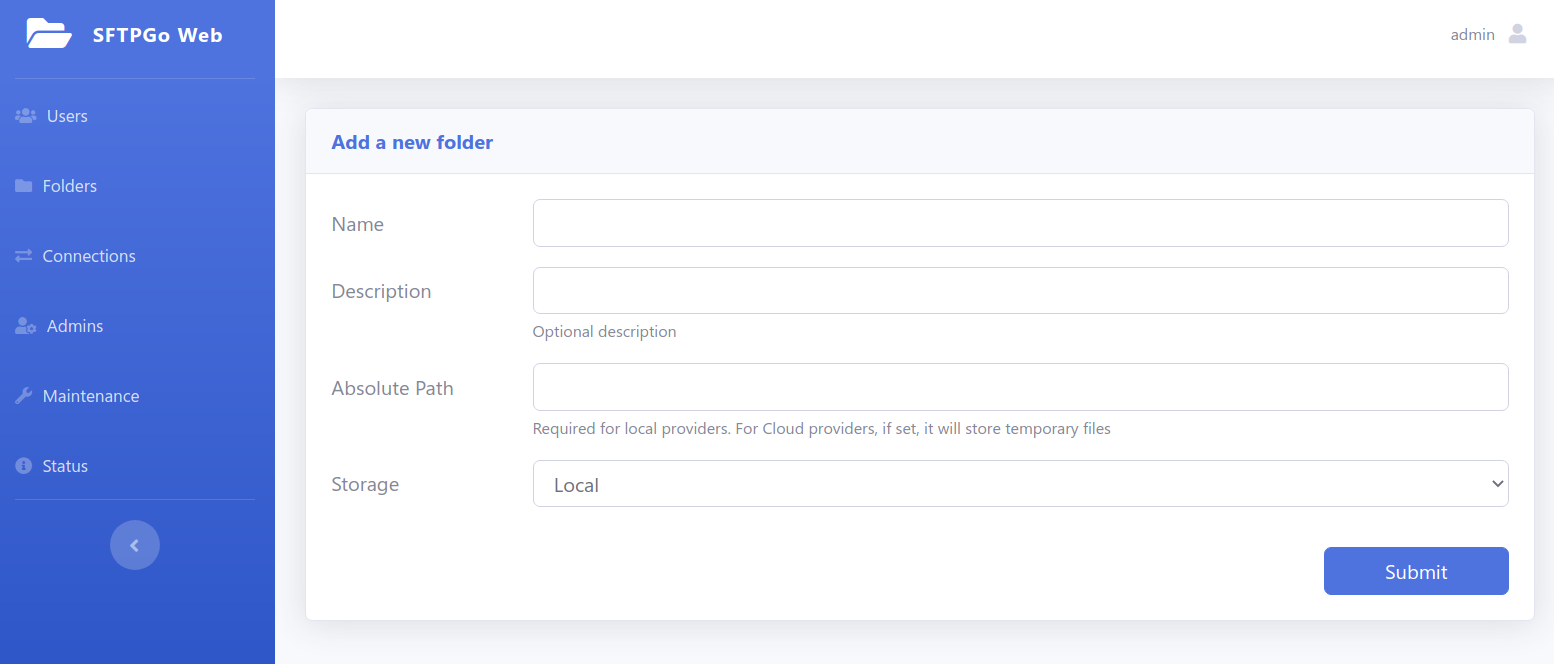 SFTPGo Web
admin
Users
Folders
Connections
Admins
Maintenance
Status
Add a new folder
Name
Description
Optional description
Absolute Path
Required for local providers. For Cloud providers, if set, it will store temporary files
Storage
Local
Submit